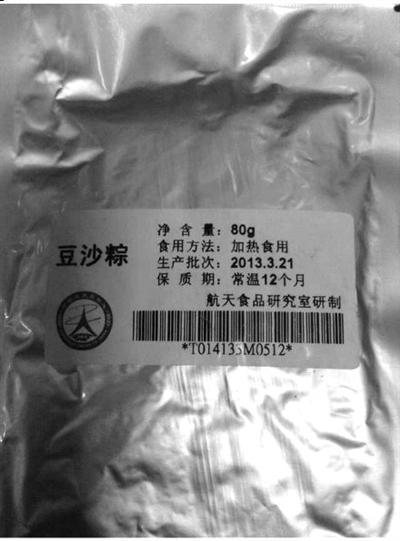 豆沙粽
净 含 量：80g
食用方法：加热食用
生产批次：2013.3.21
保 质 期：常温12个月
航天食品研究室研制
*T014135M0512*